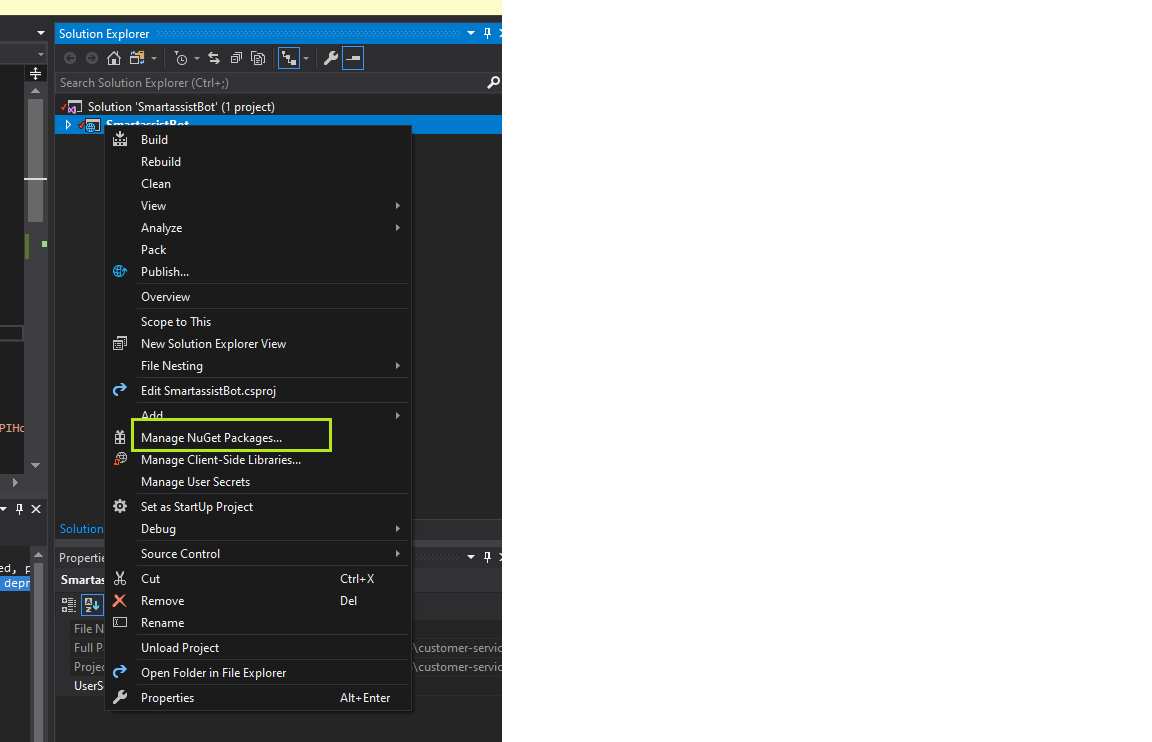 Solution Explorer
Search Solution Explorer (Ctrl+;)
Solution 'SmartassistBot' (1 project)
SmartassistBot
Build
Rebuild
Clean
View
Analyze
Pack
Publish...
Overview
Scope to This
New Solution Explorer View
File Nesting
Edit SmartassistBot.csproj
Add
Manage NuGet Packages...
Manage Client-Side Libraries...
Manage User Secrets
Set as StartUp Project
Debug
Source Control
Cut Ctrl+X
Remove Del
Rename
Unload Project
Open Folder in File Explorer
Properties Alt+Enter
PIHo
Solution
ed, p
depr
Propertie
Smartas
File N
Full P \customer-servic
Projec \customer-servic
UserS